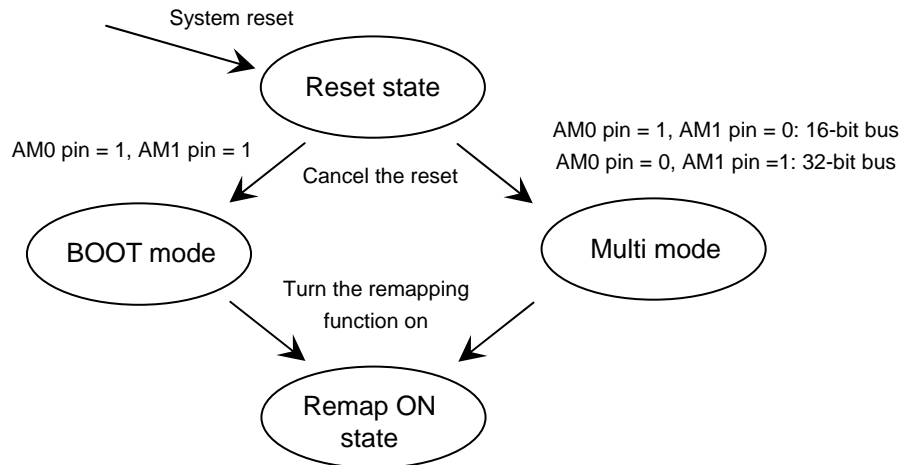 System reset
Reset state
AM0 pin = 1, AM1 pin = 1
Cancel the reset
AM0 pin = 1, AM1 pin = 0: 16-bit bus
AM0 pin = 0, AM1 pin =1: 32-bit bus
BOOT mode
Multi mode
Turn the remapping
function on
Remap ON
state